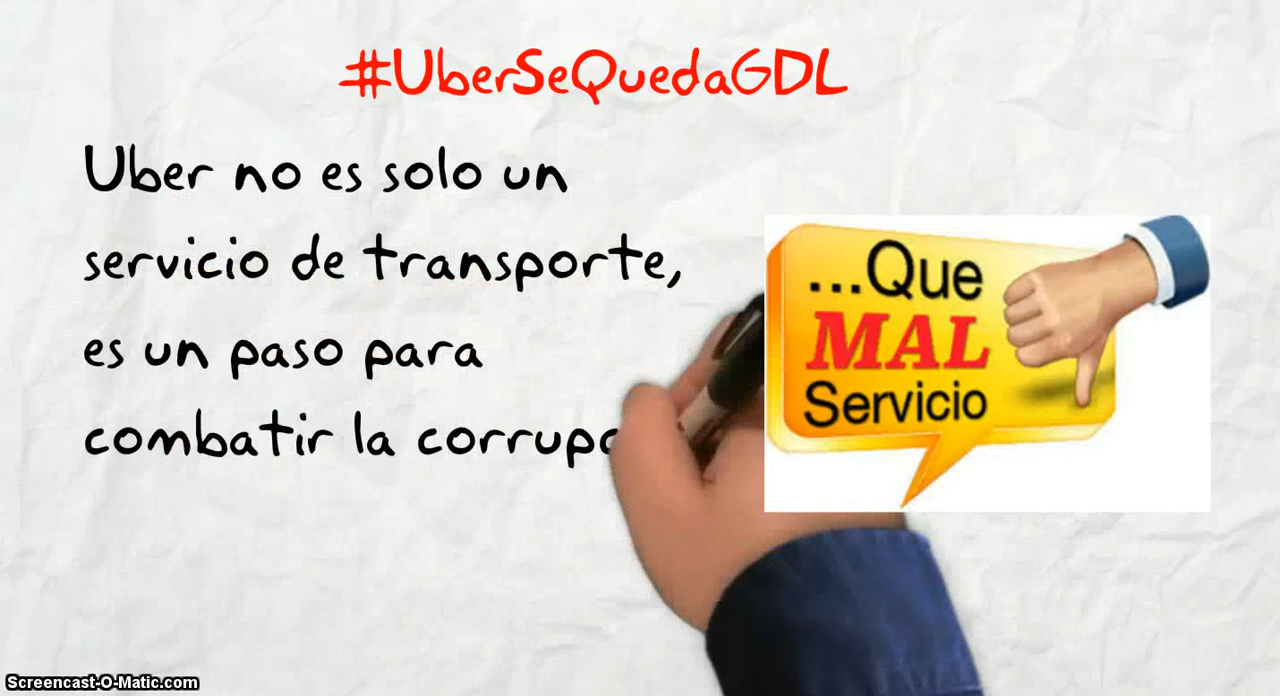 #UberSeQuedaGDL
Uber no es solo un
servicio de transporte,
es un paso para
combatir la corrupc
...Que
MAL
Servicio
Screencast-O-Matic.com